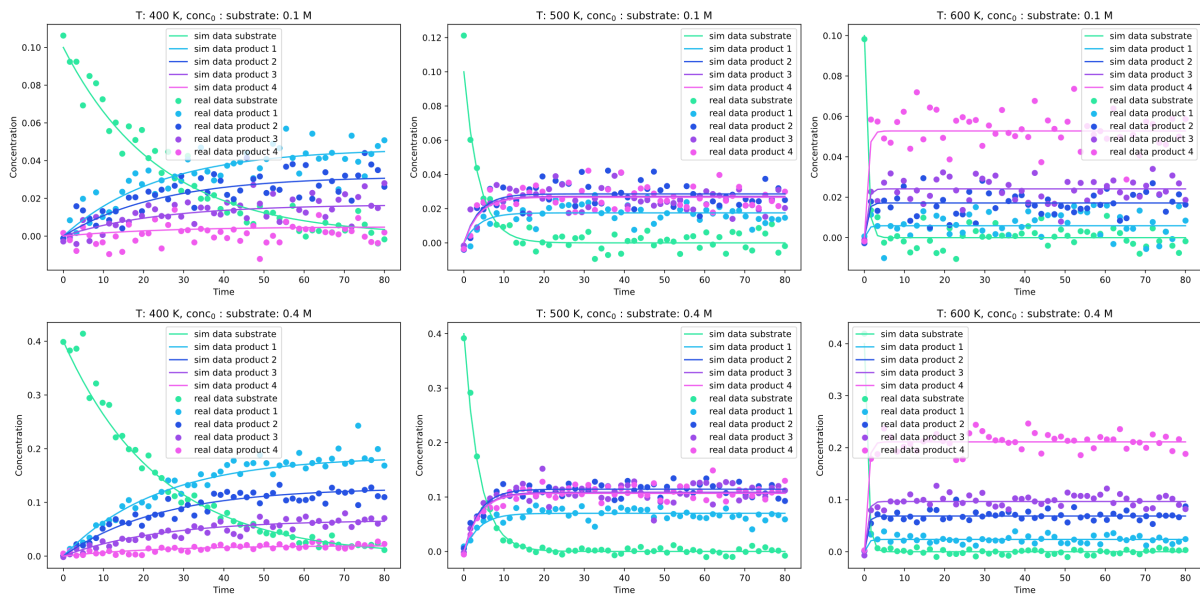 T: 400 K, conc0 : substrate: 0.1 M
Concentration
0.10
0.08
0.06
0.04
0.02
0.00
sim data substrate
sim data product 1
sim data product 2
sim data product 3
sim data product 4
real data substrate
real data product 1
real data product 2
real data product 3
real data product 4
0 10 20 30 40 50 60 70 80
Time
T: 500 K, conc0 : substrate: 0.1 M
Concentration
0.12
0.10
0.08
0.06
0.04
0.02
0.00
sim data substrate
sim data product 1
sim data product 2
sim data product 3
sim data product 4
real data substrate
real data product 1
real data product 2
real data product 3
real data product 4
0 10 20 30 40 50 60 70 80
Time
T: 600 K, conc0 : substrate: 0.1 M
Concentration
0.10
0.08
0.06
0.04
0.02
0.00
sim data substrate
sim data product 1
sim data product 2
sim data product 3
sim data product 4
real data substrate
real data product 1
real data product 2
real data product 3
real data product 4
0 10 20 30 40 50 60 70 80
Time
T: 400 K, conc0 : substrate: 0.4 M
Concentration
0.4
0.3
0.2
0.1
0.0
sim data substrate
sim data product 1
sim data product 2
sim data product 3
sim data product 4
real data substrate
real data product 1
real data product 2
real data product 3
real data product 4
0 10 20 30 40 50 60 70 80
Time
T: 500 K, conc0 : substrate: 0.4 M
Concentration
0.4
0.3
0.2
0.1
0.0
sim data substrate
sim data product 1
sim data product 2
sim data product 3
sim data product 4
real data substrate
real data product 1
real data product 2
real data product 3
real data product 4
0 10 20 30 40 50 60 70 80
Time
T: 600 K, conc0 : substrate: 0.4 M
Concentration
0.4
0.3
0.2
0.1
0.0
sim data substrate
sim data product 1
sim data product 2
sim data product 3
sim data product 4
real data substrate
real data product 1
real data product 2
real data product 3
real data product 4
0 10 20 30 40 50 60 70 80
Time